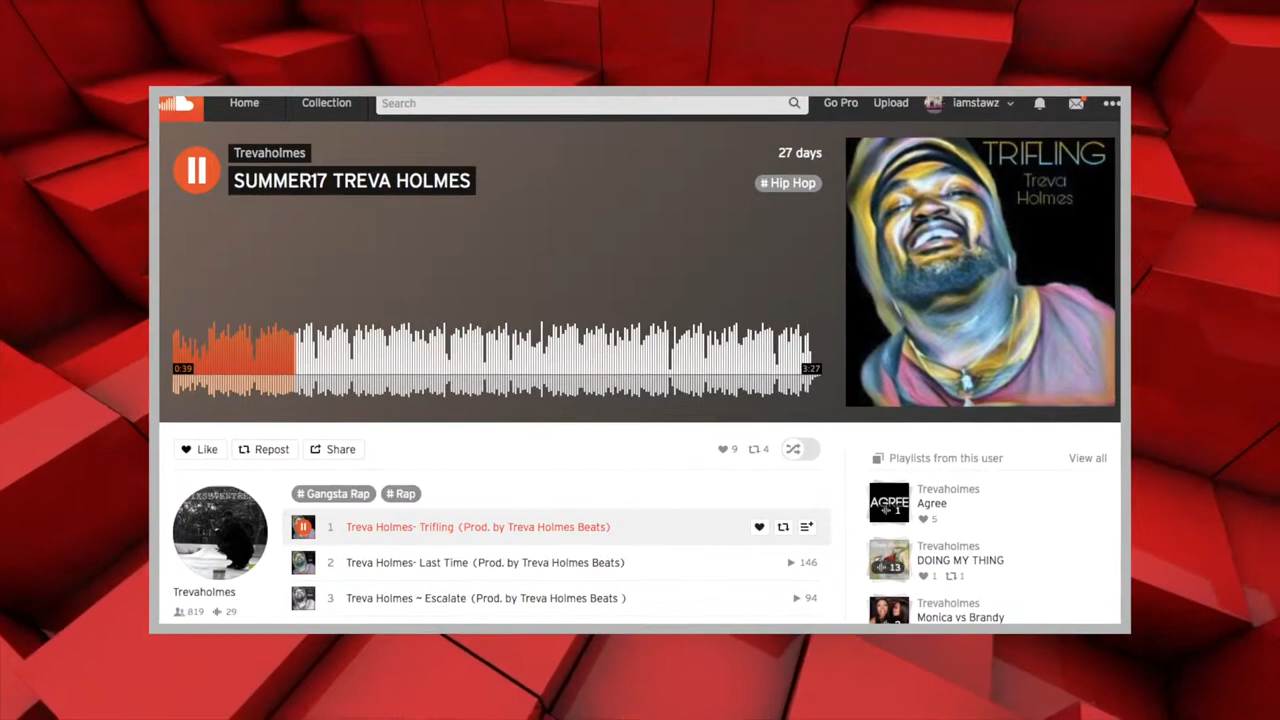 Home
Collection
Search
Go Pro
Upload
iamstawz
Trevaholmes
SUMMER17 TREVA HOLMES
27 days
# Hip Hop
TRIFLING
Treva
Holmes
0:39
3:27
Like
Repost
Share
9
4
# Gangsta Rap
# Rap
1 Treva Holmes- Trifling (Prod. by Treva Holmes Beats)
2 Treva Holmes- Last Time (Prod. by Treva Holmes Beats)
146
3 Treva Holmes ~ Escalate (Prod. by Treva Holmes Beats )
94
Trevaholmes
819
29
Playlists from this user
View all
AGREE
1
Trevaholmes
Agree
5
13
Trevaholmes
DOING MY THING
1
1
Trevaholmes
Monica vs Brandy